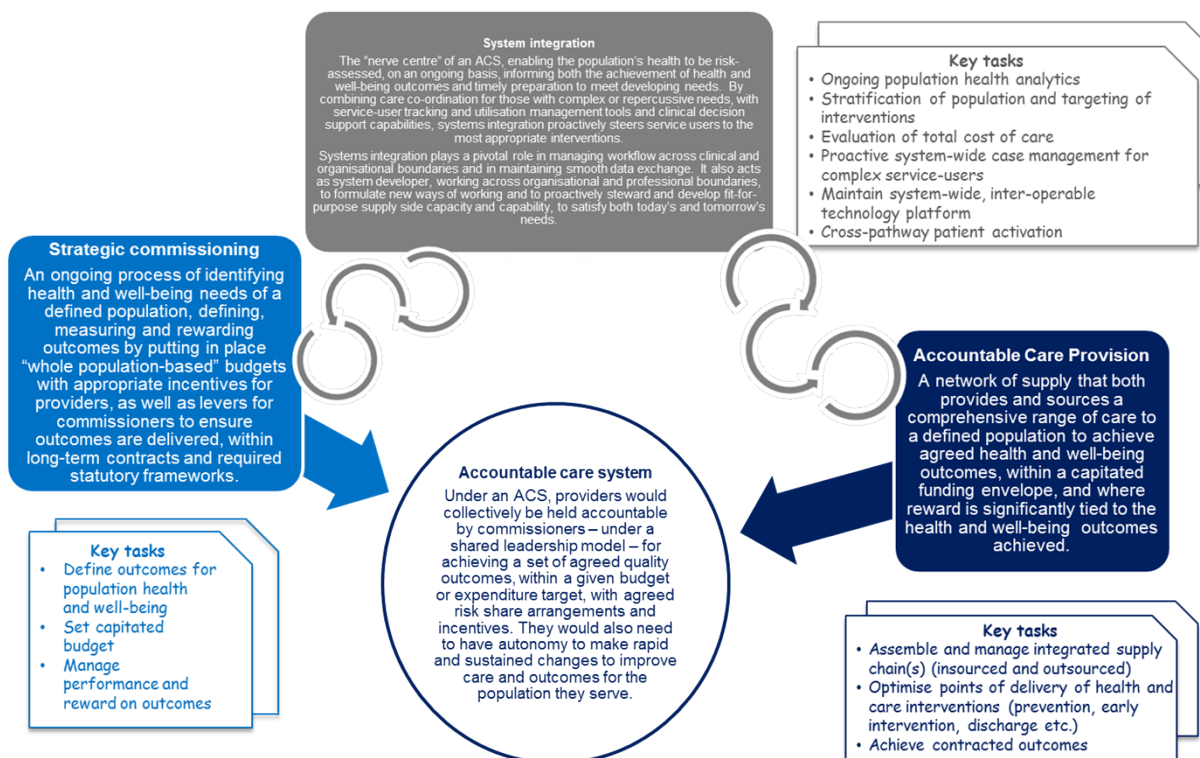 System integration
The "nerve centre" of an ACS, enabling the population's health to be risk-
assessed, on an ongoing basis, informing both the achievement of health and
well-being outcomes and timely preparation to meet developing needs. By
combining care co-ordination for those with complex or repercussive needs, with
service-user tracking and utilisation management tools and clinical decision
support capabilities, systems integration proactively steers service users to the
most appropriate interventions.
Systems integration plays a pivotal role in managing workflow across clinical and
organisational boundaries and in maintaining smooth data exchange. It also acts
as system developer, working across organisational and professional boundaries,
to formulate new ways of working and to proactively steward and develop fit-for-
purpose supply side capacity and capability, to satisfy both today's and tomorrow's
needs.
Key tasks
• Ongoing population health analytics
• Stratification of population and targeting of
interventions
• Evaluation of total cost of care
• Proactive system-wide case management for
complex service-users
• Maintain system-wide, inter-operable
technology platform
• Cross-pathway patient activation
Strategic commissioning
An ongoing process of identifying
health and well-being needs of a
defined population, defining,
measuring and rewarding
outcomes by putting in place
“whole population-based” budgets
with appropriate incentives for
providers, as well as levers for
commissioners to ensure
outcomes are delivered, within
long-term contracts and required
statutory frameworks.
Key tasks
• Define outcomes for
population health
and well-being
• Set capitated
budget
• Manage
performance and
reward on outcomes
Accountable care system
Under an ACS, providers would
collectively be held accountable
by commissioners – under a
shared leadership model – for
achieving a set of agreed quality
outcomes, within a given budget
or expenditure target, with agreed
risk share arrangements and
incentives. They would also need
to have autonomy to make rapid
and sustained changes to improve
care and outcomes for the
population they serve.
Accountable Care Provision
A network of supply that both
provides and sources a
comprehensive range of care to
a defined population to achieve
agreed health and well-being
outcomes, within a capitated
funding envelope, and where
reward is significantly tied to the
health and well-being outcomes
achieved.
Key tasks
• Assemble and manage integrated supply
chain(s) (insourced and outsourced)
• Optimise points of delivery of health and
care interventions (prevention, early
intervention, discharge etc.)
• Achieve contracted outcomes